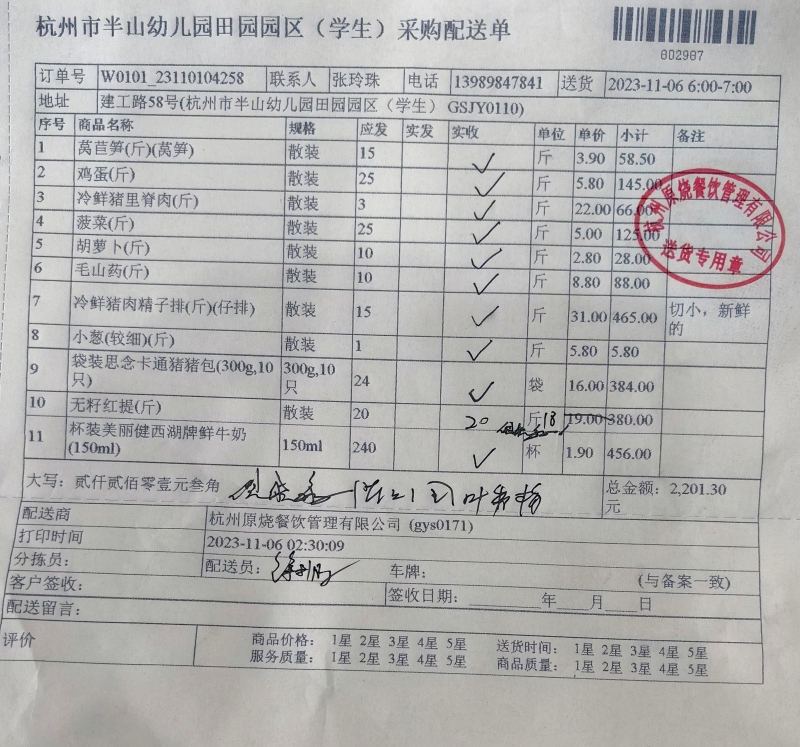 杭州市半山幼儿园田园园区（学生）采购配送单
802987
订单号 W0101_23110104258 联系人 张玲珠 电话 13989847841 送货 2023-11-06 6:00-7:00
地址 建工路58号(杭州市半山幼儿园田园园区（学生） GSJY0110)
序号 商品名称 规格 应发 实发 实收 单位 单价 小计 备注
1 莴苣笋(斤)(莴笋) 散装 15 ✓ 斤 3.90 58.50
2 鸡蛋(斤) 散装 25 ✓ 斤 5.80 145.00
3 冷鲜猪里脊肉(斤) 散装 3 ✓ 斤 22.00 66.00
4 菠菜(斤) 散装 25 ✓ 斤 5.00 125.00
5 胡萝卜(斤) 散装 10 ✓ 斤 2.80 28.00
6 毛山药(斤) 散装 10 ✓ 斤 8.80 88.00
7 冷鲜猪肉精子排(斤)(仔排) 散装 15 ✓ 斤 31.00 465.00 切小，新鲜
的
8 小葱(较细)(斤) 散装 1 ✓ 斤 5.80 5.80
9 袋装思念卡通猪猪包(300g,10
只) 300g,10
只 24 ✓ 袋 16.00 384.00
10 无籽红提(斤) 散装 20 20 斤 18 19.00 380.00
11 杯装美丽健西湖牌鲜牛奶
(150ml) 150ml 240 ✓ 杯 1.90 456.00
杭州原烧餐饮管理有限公司
送货专用章
大写：贰仟贰佰零壹元叁角 总金额：2,201.30
元
配送商 杭州原烧餐饮管理有限公司 (gys0171)
打印时间 2023-11-06 02:30:09
分拣员： 配送员： 车牌： (与备案一致)
客户签收： 签收日期： 年 月 日
配送留言：
评价 商品价格： 1星 2星 3星 4星 5星 送货时间： 1星 2星 3星 4星 5星
服务质量： 1星 2星 3星 4星 5星 商品质量： 1星 2星 3星 4星 5星